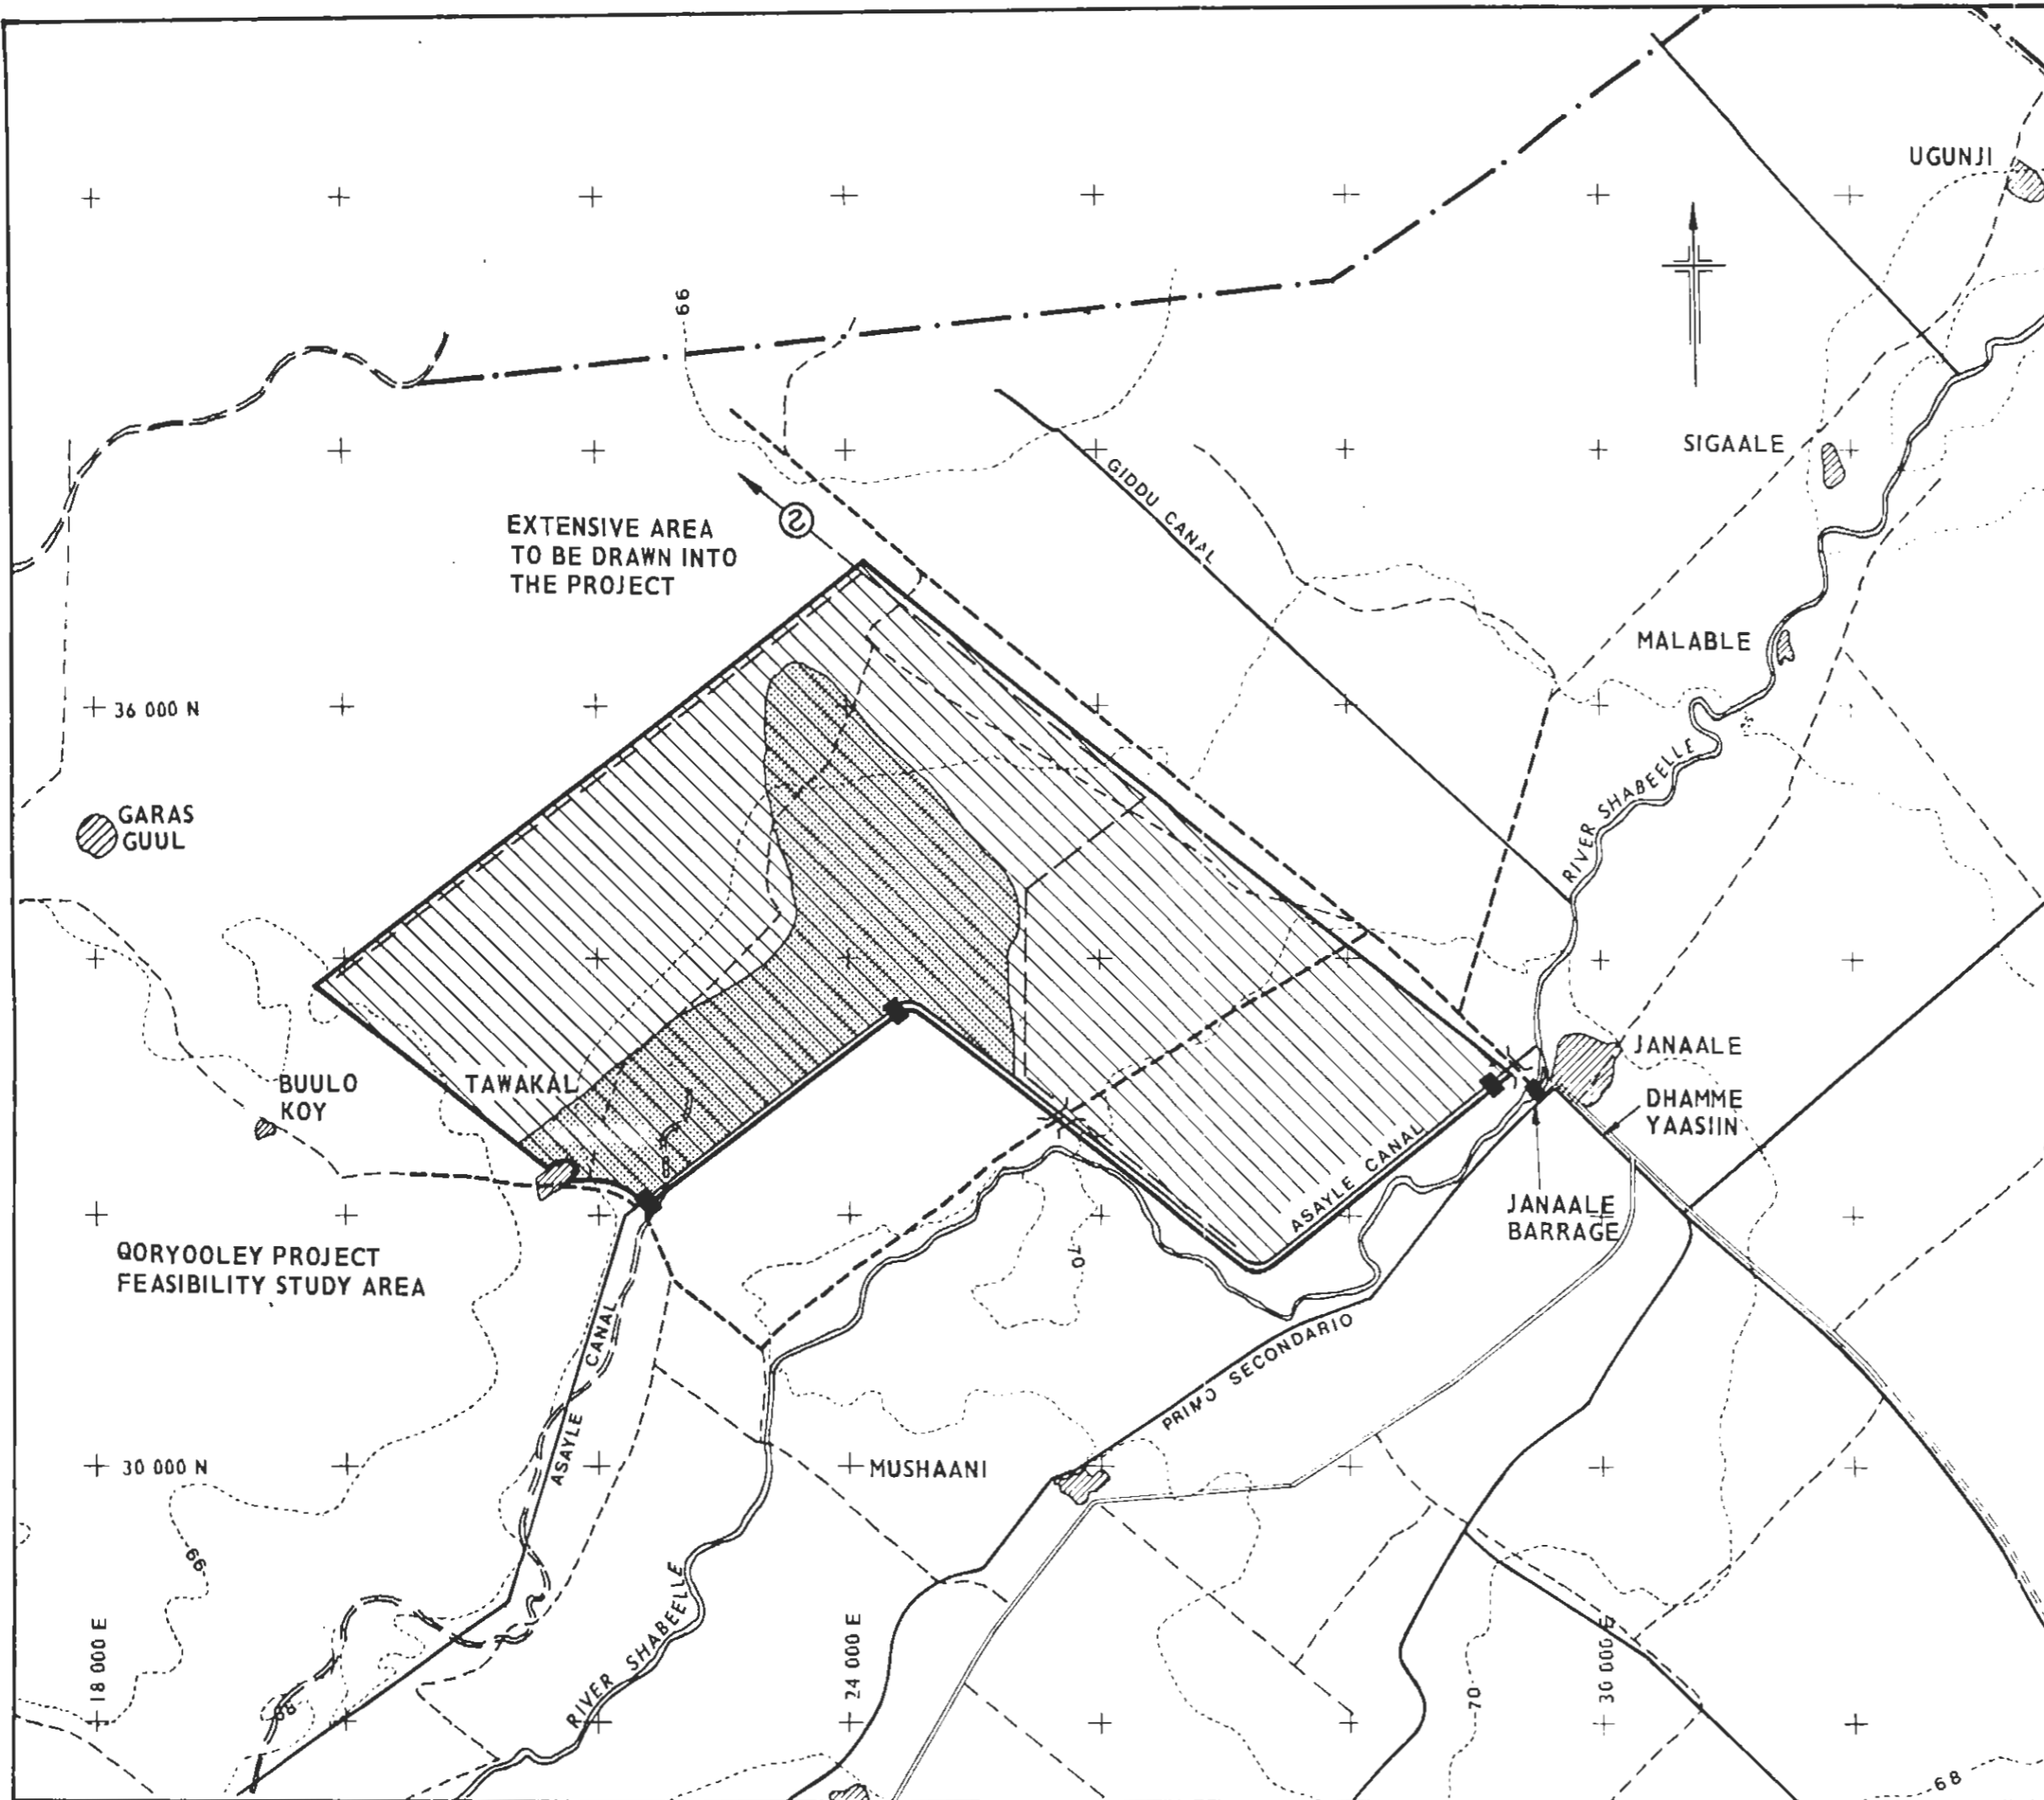 UGUNJI
66
SIGAALE
GIDDU CANAL
2
EXTENSIVE AREA
TO BE DRAWN INTO
THE PROJECT
MALABLE
36 000 N
RIVER SHABEELLE
GARAS
GUUL
JANAALE
BUULO
KOY
TAWAKAL
DHAMME
YAASIIN
ASAYLE CANAL
JANAALE
BARRAGE
QORYOOLEY PROJECT
FEASIBILITY STUDY AREA
70
ASAYLE CANAL
PRIMO SECONDARIO
30 000 N
MUSHAANI
66
RIVER SHABEELLE
18 000 E
24 000 E
30 000 E
68
70
68